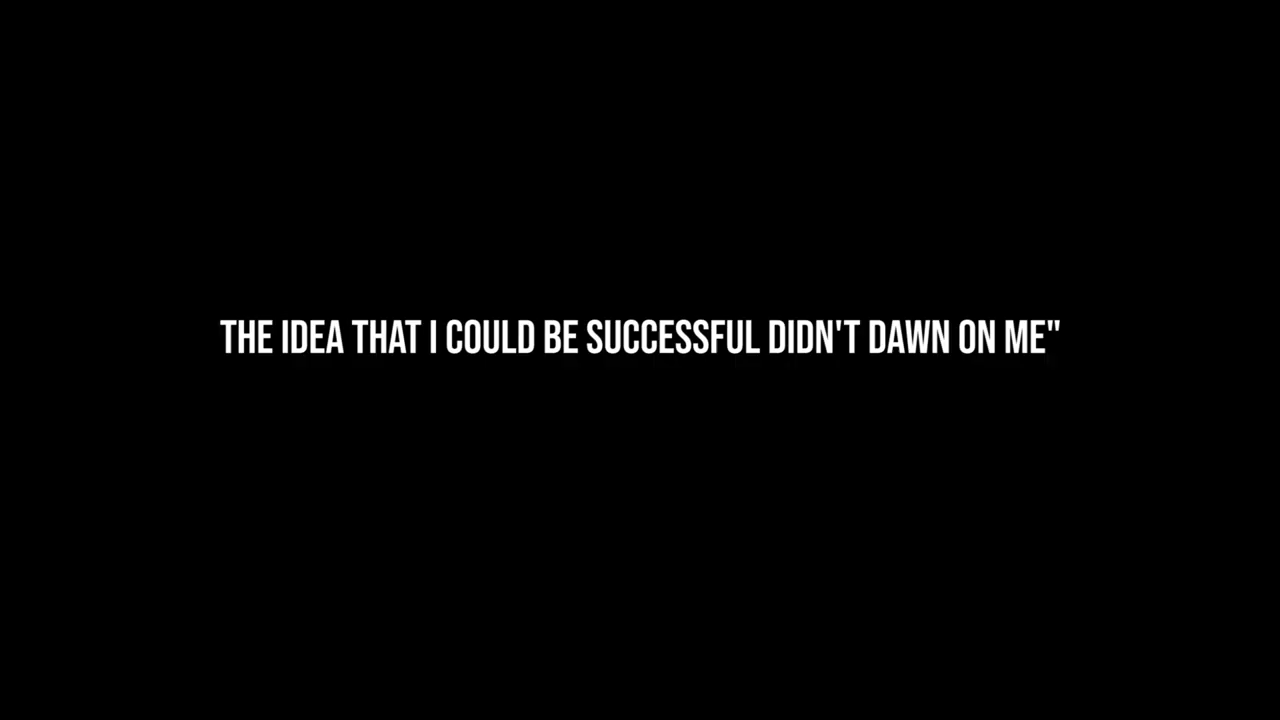 THE IDEA THAT I COULD BE SUCCESSFUL DIDN'T DAWN ON ME"